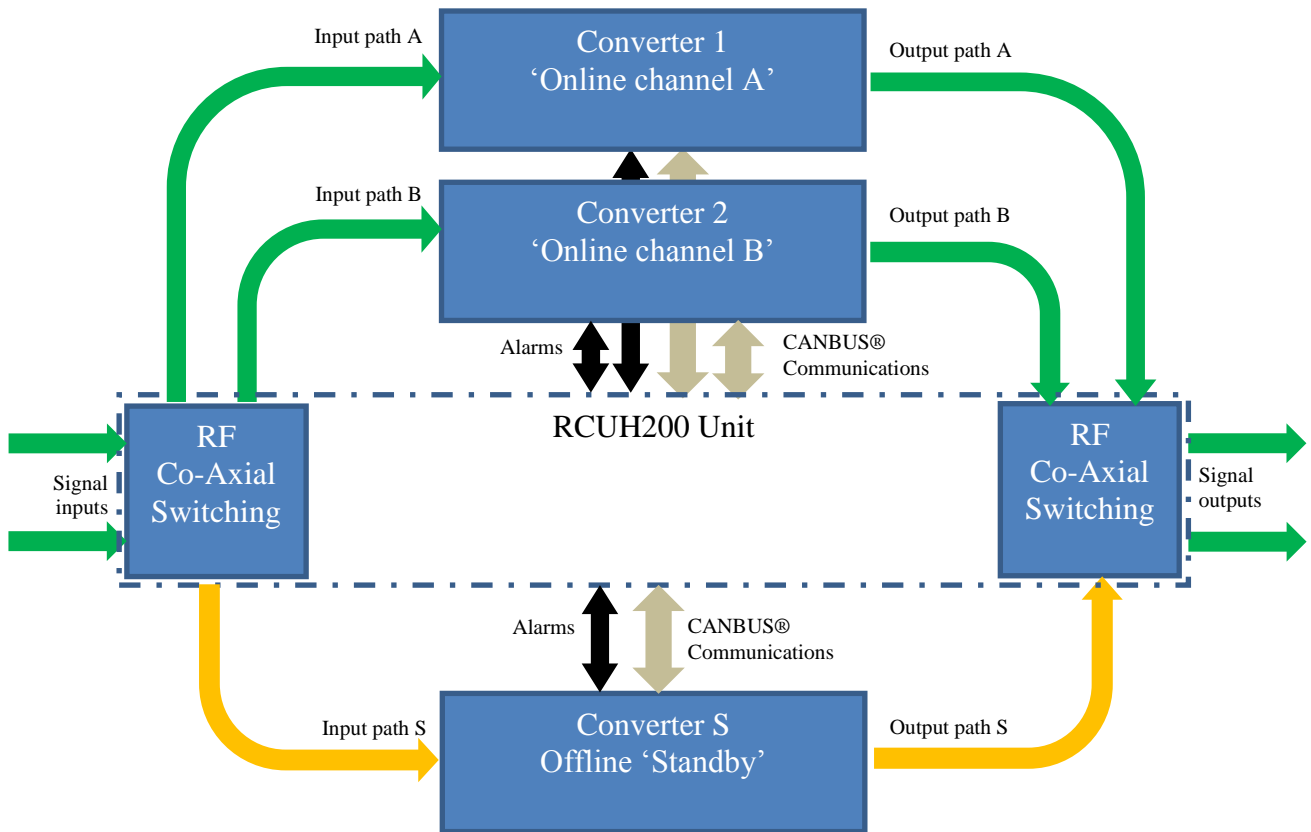 Input path A
Converter 1
‘Online channel A’
Output path A
Input path B
Converter 2
‘Online channel B’
Output path B
Alarms
CANBUS®
Communications
RCUH200 Unit
RF
Co-Axial
Switching
Signal
inputs
RF
Co-Axial
Switching
Signal
outputs
Alarms
CANBUS®
Communications
Input path S
Converter S
Offline ‘Standby’
Output path S